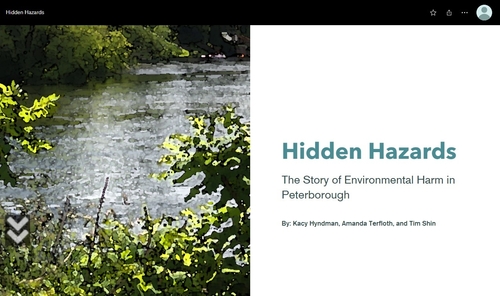 Hidden Hazards
Hidden Hazards
The Story of Environmental Harm in
Peterborough
By: Kacy Hyndman, Amanda Terfloth, and Tim Shin